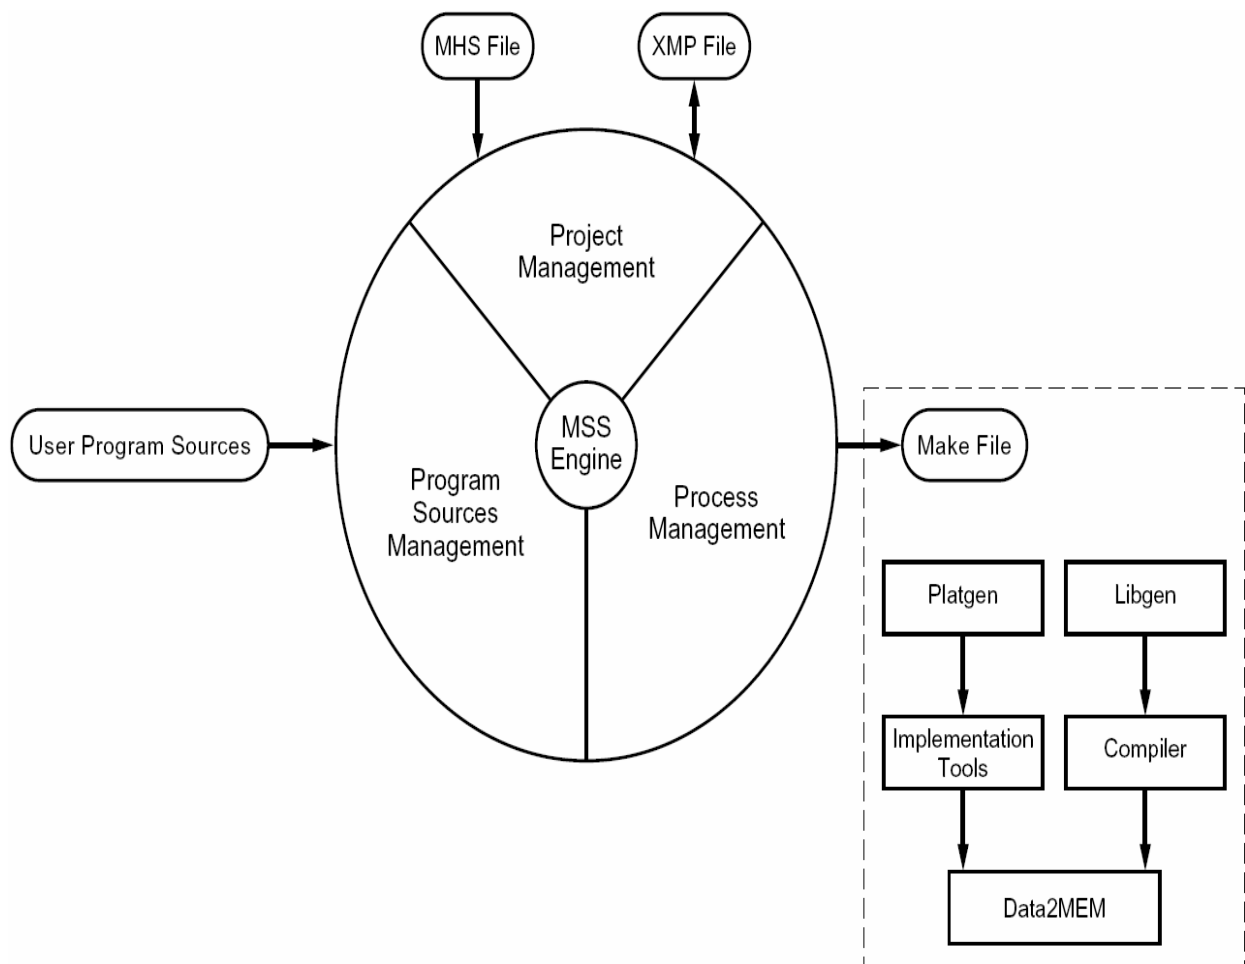 MHS File
XMP File
Project
Management
User Program Sources
MSS
Engine
Make File
Program
Sources
Management
Process
Management
Platgen
Libgen
Implementation
Tools
Compiler
Data2MEM